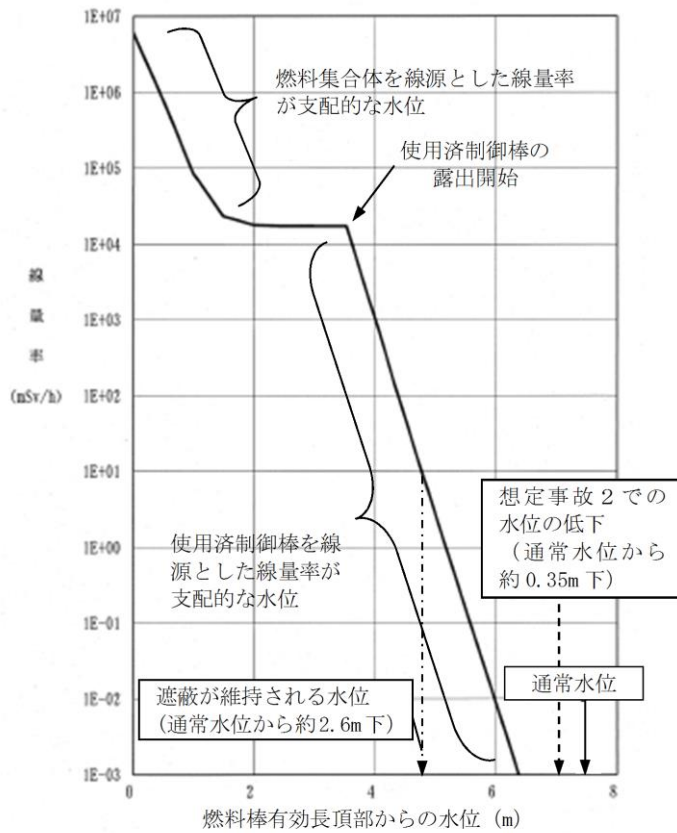 1E+07
1E+06
1E+05
1E+04
1E+03
1E+02
1E+01
1E+00
1E-01
1E-02
1E-03
線
量
率
(mSv/h)
燃料集合体を線源とした線量率
が支配的な水位
使用済制御棒の
露出開始
使用済制御棒を線
源とした線量率が
支配的な水位
想定事故２での
水位の低下
（通常水位から
約0.35m下）
遮蔽が維持される水位
（通常水位から約2.6m下）
通常水位
0
2
4
6
8
燃料棒有効長頂部からの水位（m）